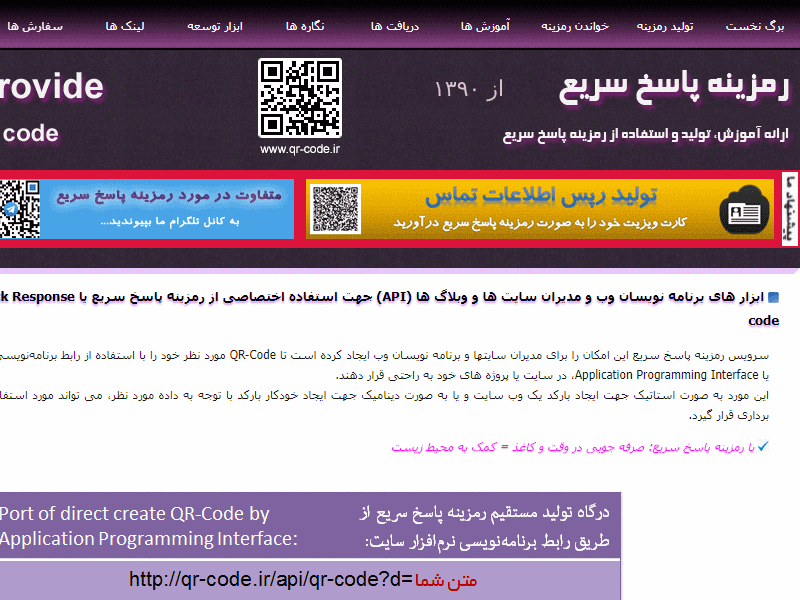 برگ نخست تولید رمزینه خواندن رمزینه آموزش ها دریافت ها نگاره ها ابزار توسعه لینک ها سفارش ها
رمزینه پاسخ سریع
از ۱۳۹۰
rovide
ارائه آموزش، تولید و استفاده از رمزینه پاسخ سریع
code
www.qr-code.ir
پیشنهاد ما
تولید رپس اطلاعات تماس
کارت ویزیت خود را به صورت رمزینه پاسخ سریع درآورید
متفاوت در مورد رمزینه پاسخ سریع
به کانال تلگرام ما بپیوندید...
ابزار های برنامه نویسان وب و مدیران سایت ها و وبلاگ ها (API) جهت استفاده اختصاصی از رمزینه پاسخ سریع یا k Response
code
سرویس رمزینه پاسخ سریع این امکان را برای مدیران سایتها و برنامه نویسان وب ایجاد کرده است تا QR-Code مورد نظر خود را با استفاده از رابط برنامه‌نویسی
یا Application Programming Interface، در سایت یا پروژه های خود به راحتی قرار دهند.
این مورد به صورت استاتیک جهت ایجاد بارکد یک وب سایت و یا به صورت دینامیک جهت ایجاد خودکار بارکد با توجه به داده مورد نظر، می تواند مورد استفا
برداری قرار گیرد.
با رمزینه پاسخ سریع؛ صرفه جویی در وقت و کاغذ = کمک به محیط زیست
درگاه تولید مستقیم رمزینه پاسخ سریع از
طریق رابط برنامه‌نویسی نرم‌افزار سایت:
Port of direct create QR-Code by
Application Programming Interface:
http://qr-code.ir/api/qr-code?d=متن شما